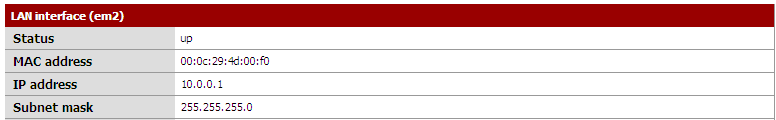 LAN interface (em2)
Status up
MAC address 00:0c:29:4d:00:f0
IP address 10.0.0.1
Subnet mask 255.255.255.0